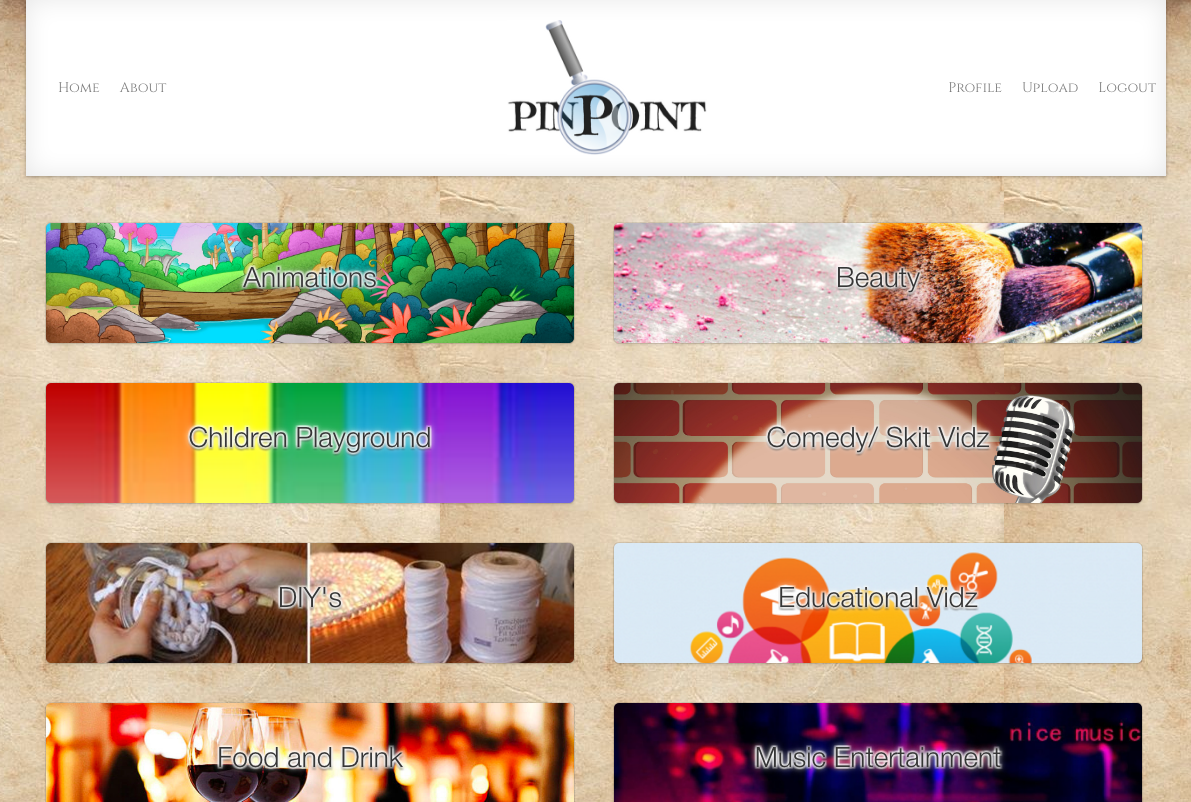 Home About
PINPOINT
Profile Upload Logout
Animations
Beauty
Children Playground
Comedy/ Skit Vidz
DIY's
Educational Vidz
Food and Drink
Music Entertainment
nice music